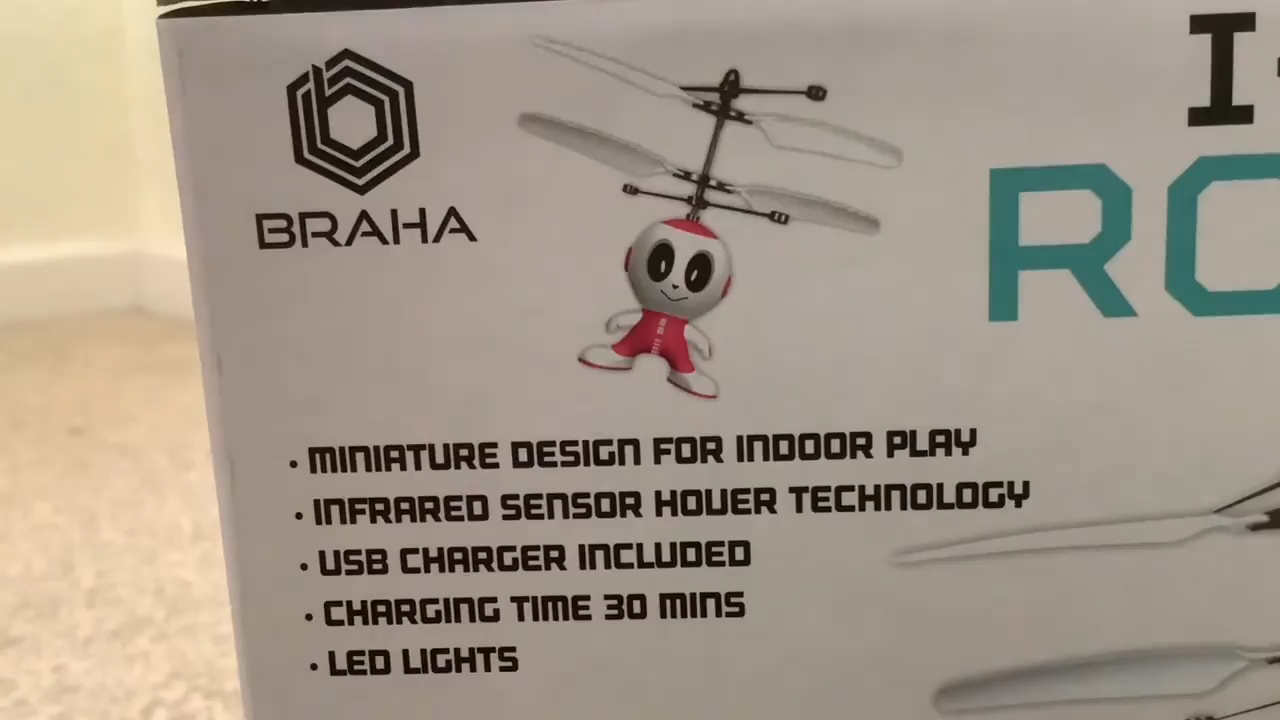 BRAHA
I-
RO
• MINIATURE DESIGN FOR INDOOR PLAY
• INFRARED SENSOR HOVER TECHNOLOGY
• USB CHARGER INCLUDED
• CHARGING TIME 30 MINS
• LED LIGHTS